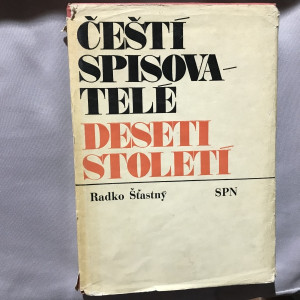 ČEŠTÍ
SPISOVA-
TELÉ
DESETI
STOLETÍ
Radko Šťastný SPN